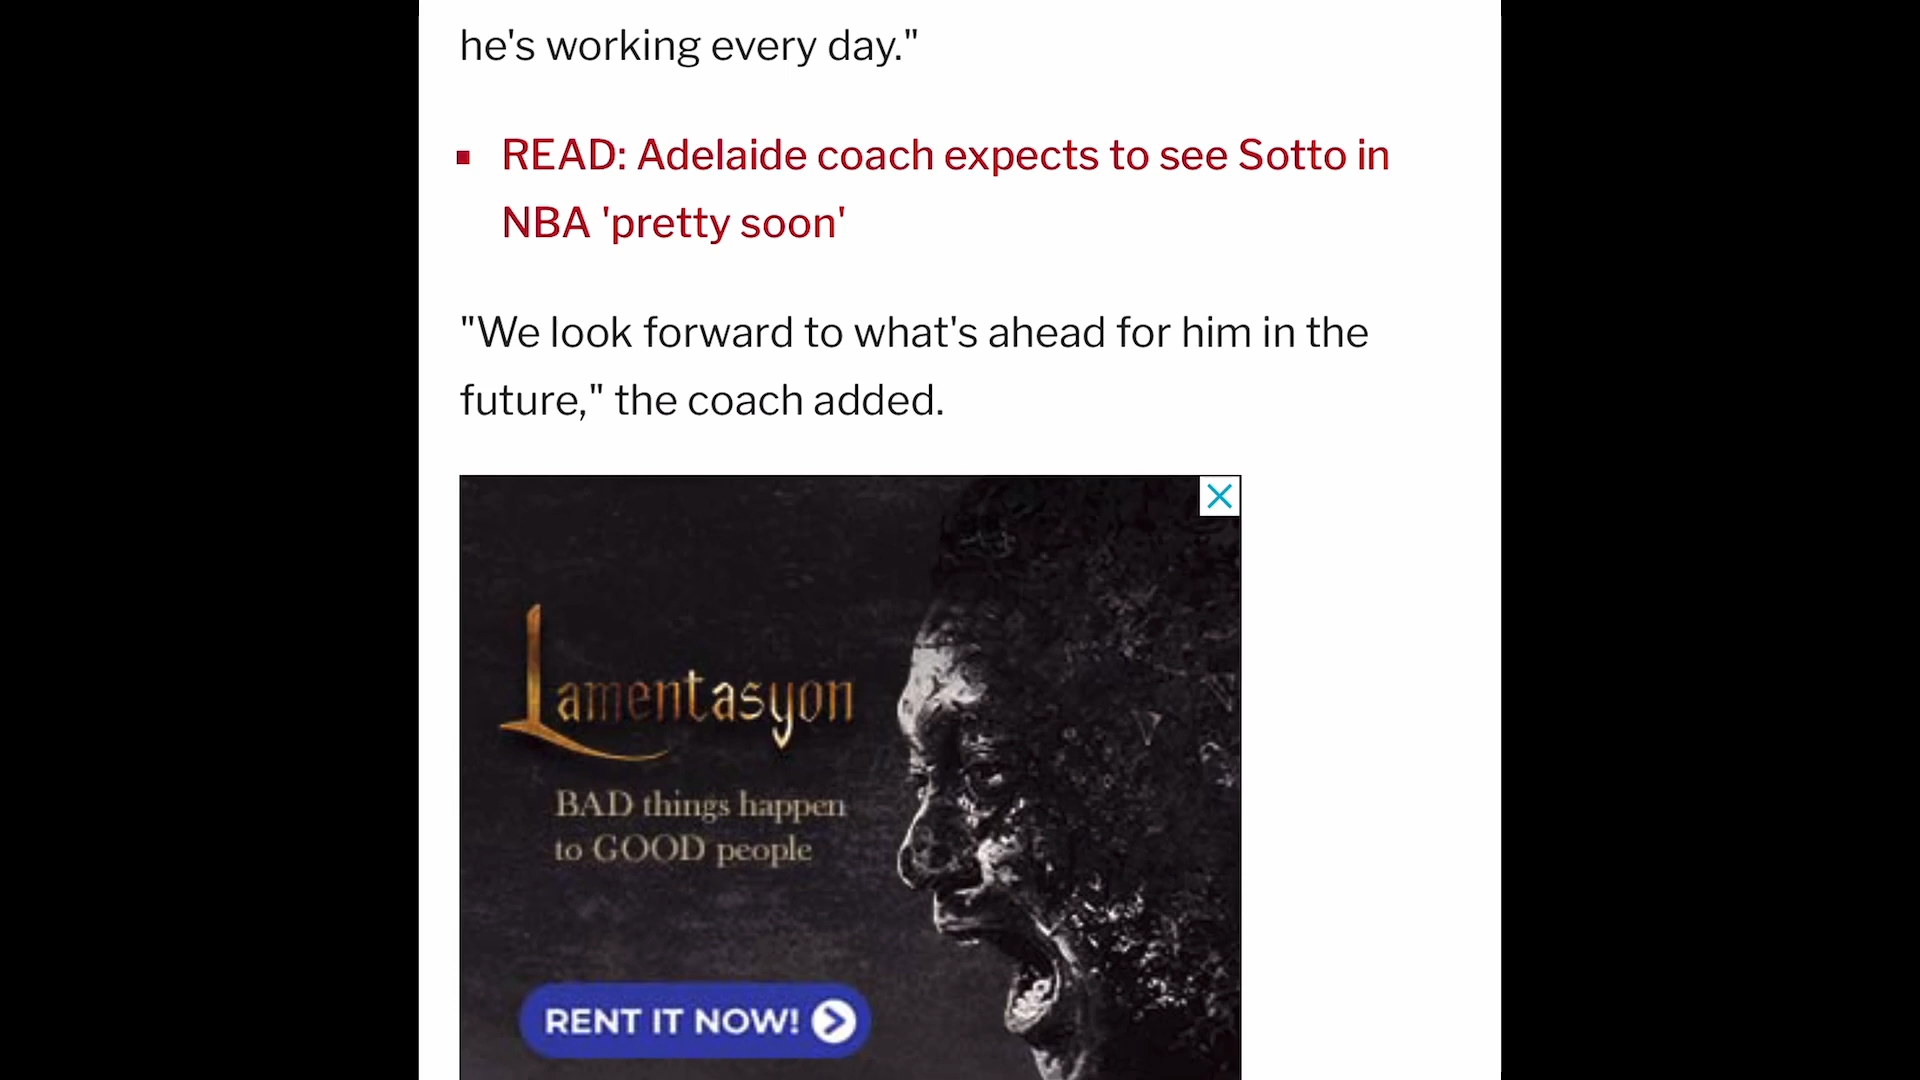 he's working every day."
▪ READ: Adelaide coach expects to see Sotto in
NBA 'pretty soon'
"We look forward to what's ahead for him in the
future," the coach added.
Lamentasyon
BAD things happen
to GOOD people
RENT IT NOW!